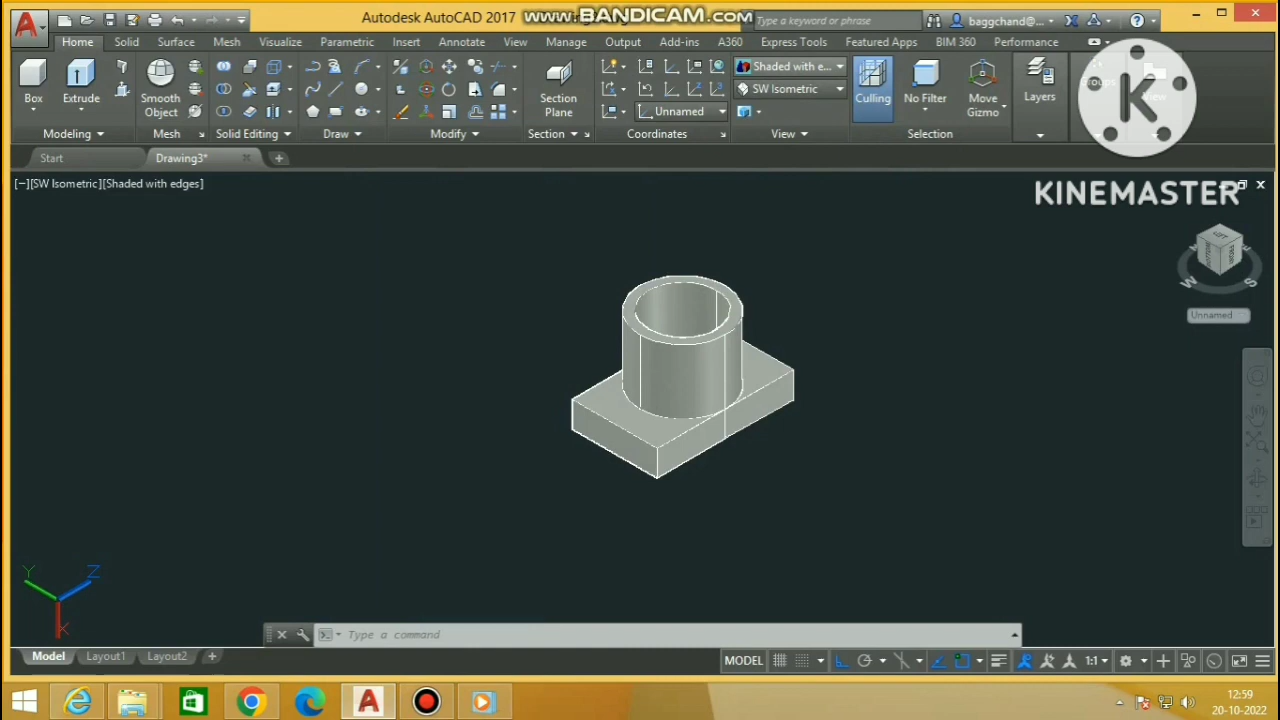 Autodesk AutoCAD 2017
www.BANDICAM.com
Type a keyword or phrase
baggchand@...
Home Solid Surface Mesh Visualize Parametric Insert Annotate View Manage Output Add-ins A360 Express Tools Featured Apps BIM 360 Performance
Box
Extrude
Smooth
Object
Section
Plane
Shaded with e...
SW Isometric
Unnamed
Culling
No Filter
Move
Gizmo
Layers
Modeling Mesh Solid Editing Draw Modify Section Coordinates View Selection
K
KINEMASTER
Start Drawing3*
[−][SW Isometric][Shaded with edges]
LEFT
W S
Unnamed
Y Z
X
Type a command
Model Layout1 Layout2
MODEL 1:1
12:59
20-10-2022